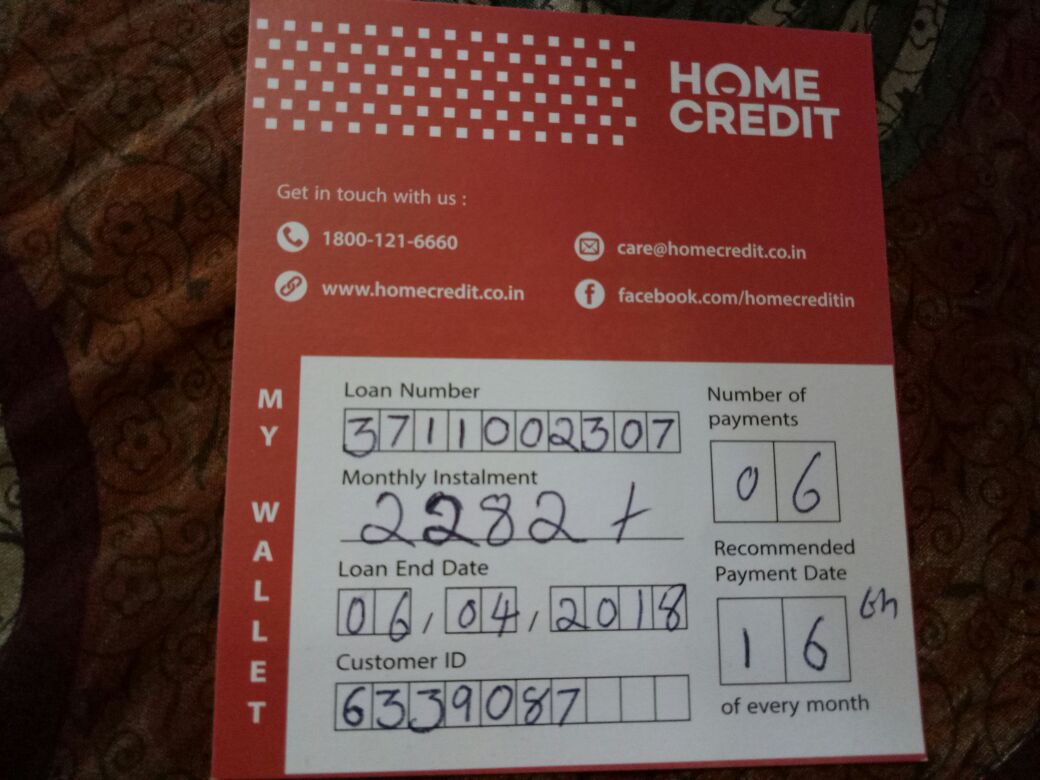 HOME
CREDIT
Get in touch with us :
1800-121-6660
care@homecredit.co.in
www.homecredit.co.in
facebook.com/homecreditin
MY WALLET
Loan Number
3711002307
Number of
payments
06
Monthly Instalment
2282 /
Loan End Date
06, 04, 2018
Recommended
Payment Date
16 th
of every month
Customer ID
6339087